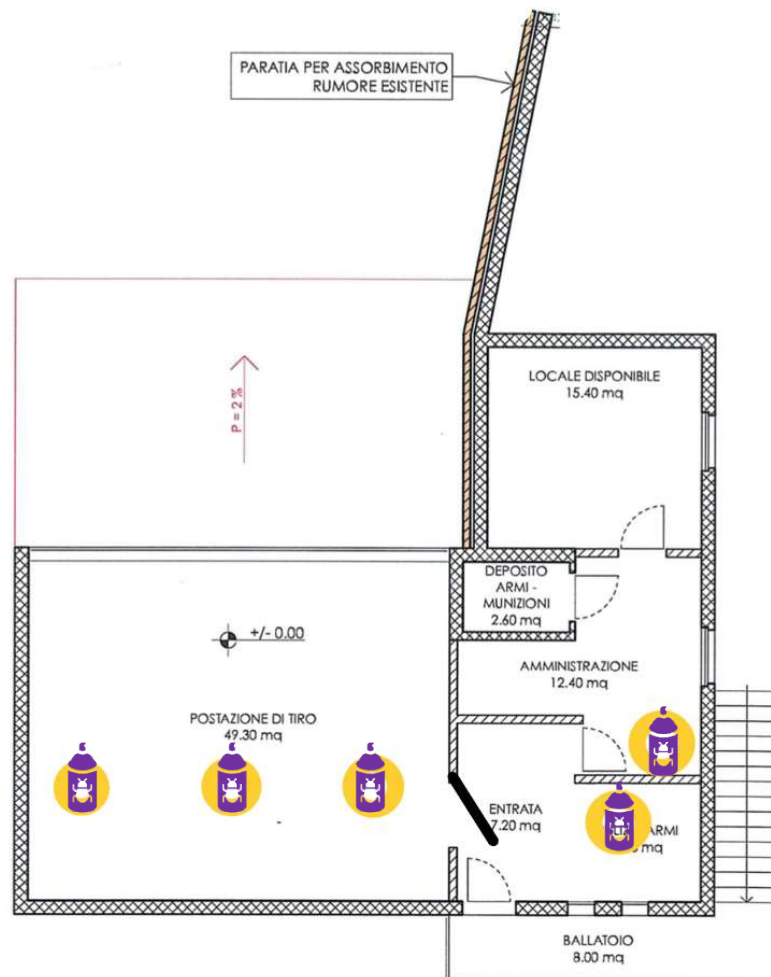 PARATIA PER ASSORBIMENTO
RUMORE ESISTENTE
P = 2 %
LOCALE DISPONIBILE
15.40 mq
DEPOSITO
ARMI -
MUNIZIONI
2.60 mq
+/- 0.00
AMMINISTRAZIONE
12.40 mq
POSTAZIONE DI TIRO
49.30 mq
ENTRATA
7.20 mq
ARMI
mq
BALLATOIO
8.00 mq